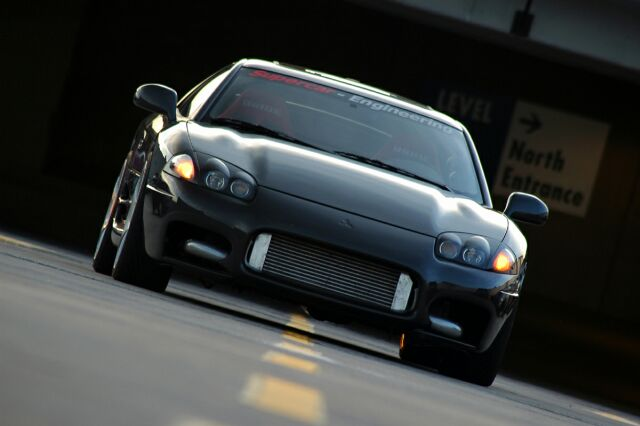 Supercar - Engineering
LEVEL
North
Entrance